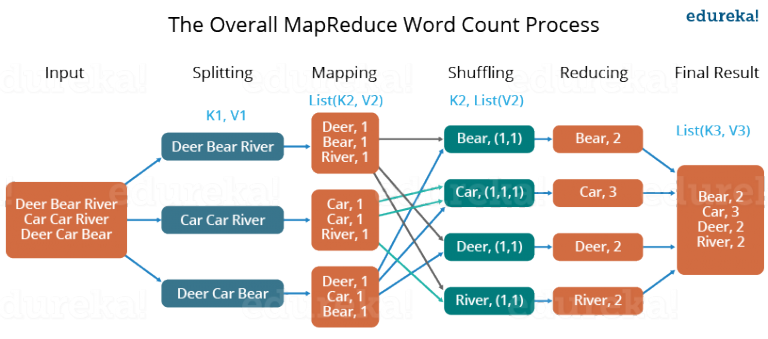 The Overall MapReduce Word Count Process
edureka!
Input
Splitting
Mapping
Shuffling
Reducing
Final Result
K1, V1
List(K2, V2)
K2, List(V2)
List(K3, V3)
Deer Bear River
Car Car River
Deer Car Bear
Deer Bear River
Car Car River
Deer Car Bear
Deer, 1
Bear, 1
River, 1
Car, 1
Car, 1
River, 1
Deer, 1
Car, 1
Bear, 1
Bear, (1,1)
Car, (1,1,1)
Deer, (1,1)
River, (1,1)
Bear, 2
Car, 3
Deer, 2
River, 2
Bear, 2
Car, 3
Deer, 2
River, 2